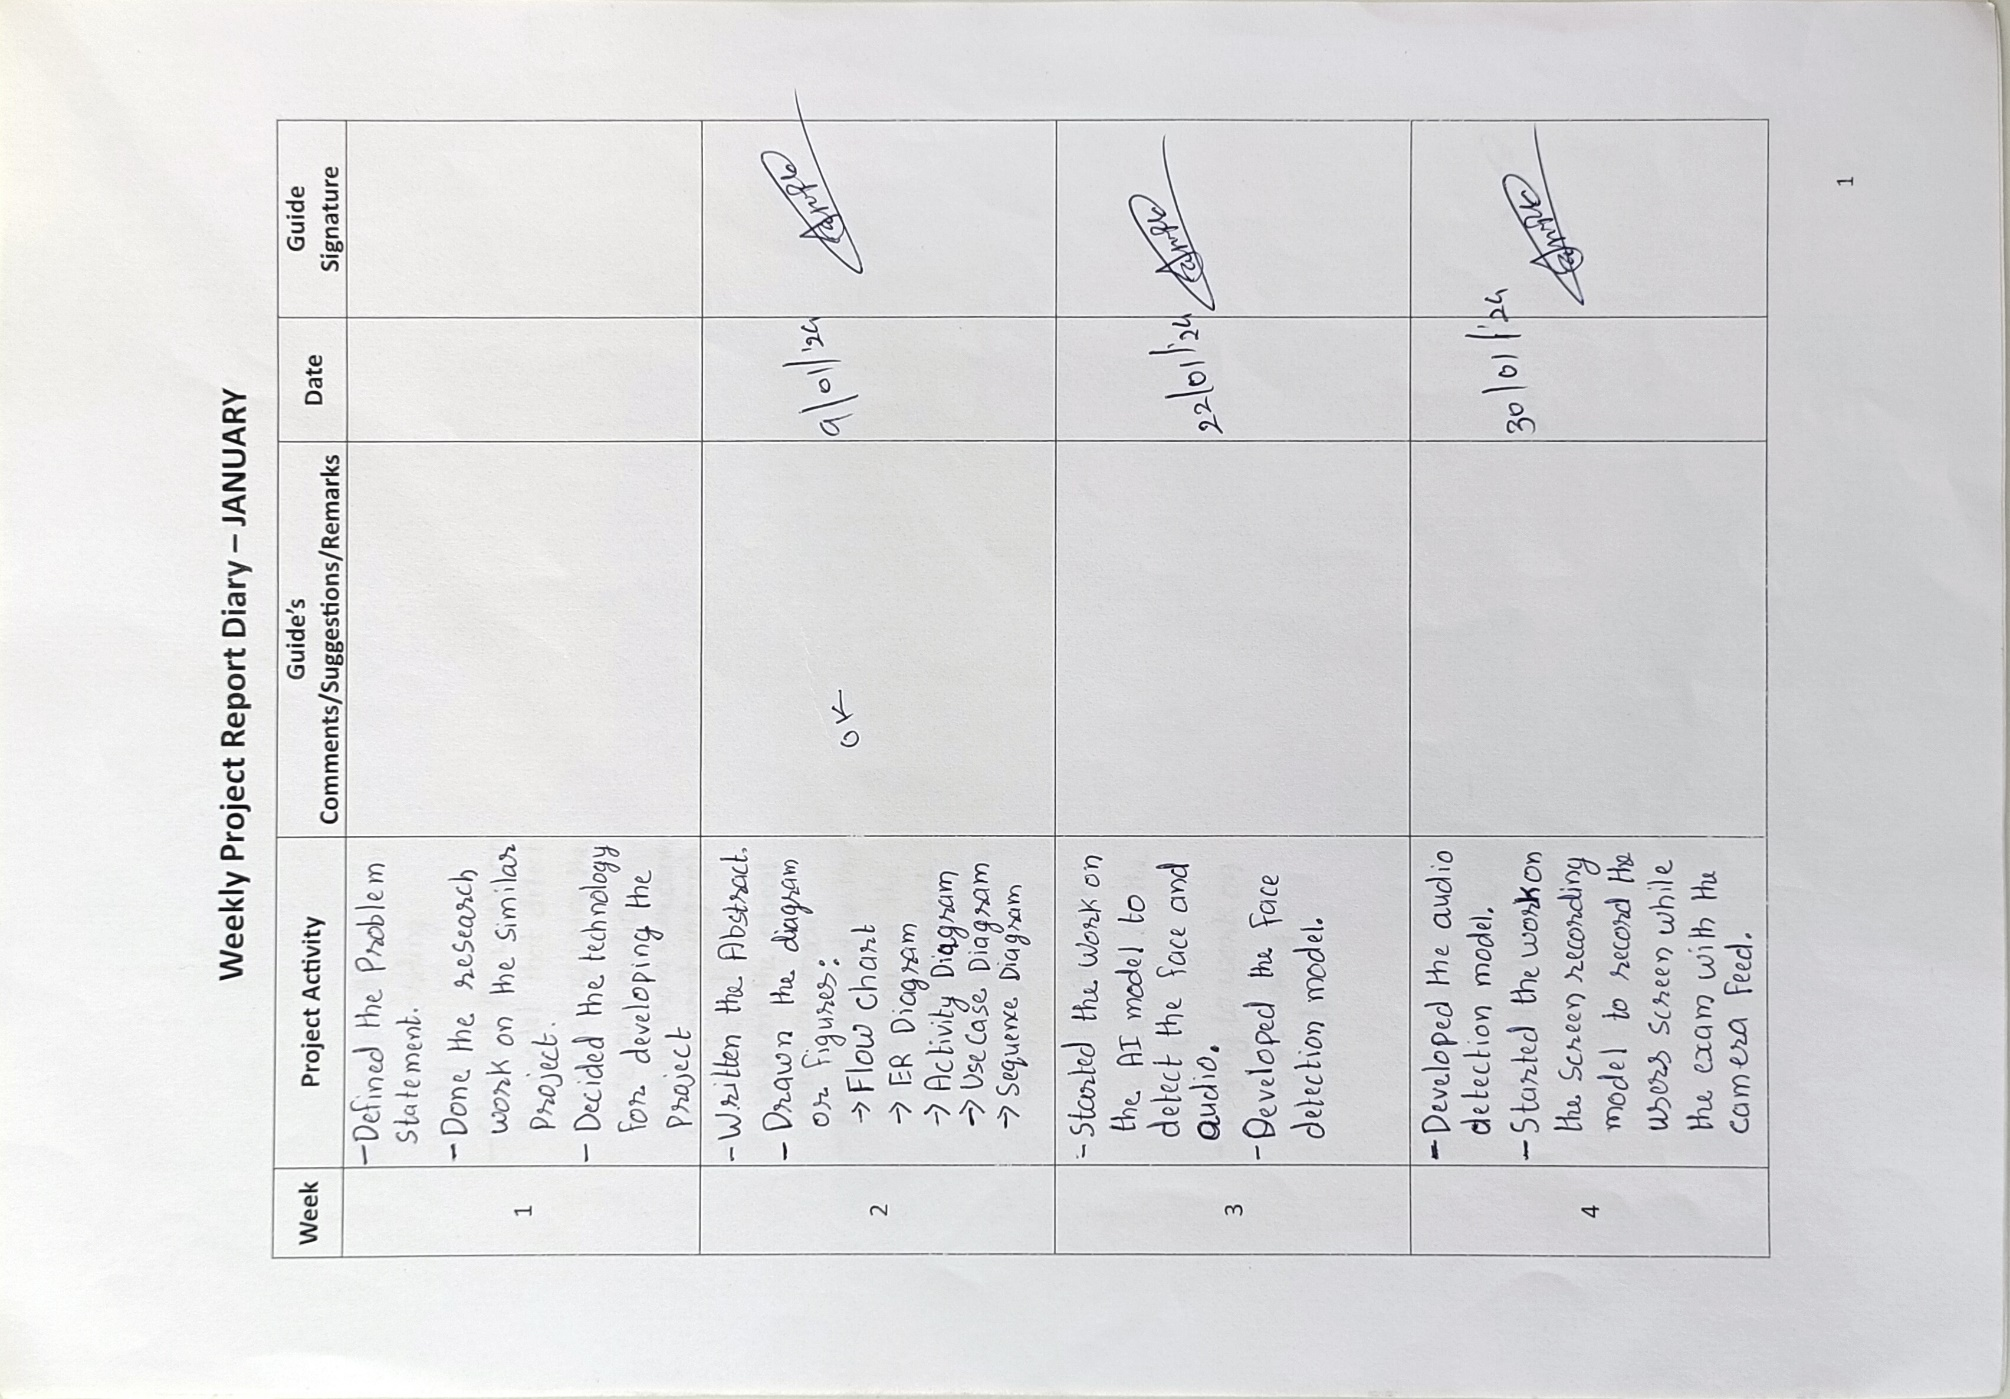 Weekly Project Report Diary – JANUARY
Week
Project Activity
Guide's
Comments/Suggestions/Remarks
Date
Guide
Signature
1
- Defined the Problem
Statement.
- Done the research
work on the similar
project.
- Decided the technology
for developing the
project
2
- Written the Abstract.
- Drawn the diagram
or figures:
→ Flow chart
→ ER Diagram
→ Activity Diagram
→ Use Case Diagram
→ Sequence Diagram
OK
9/01/'24
3
- Started the work on
the AI model to
detect the face and
audio.
- Developed the face
detection model.
22/01/'24
4
- Developed the audio
detection model.
- Started the work on
the screen recording
model to record the
users screen while
the exam with the
camera feed.
30/01/'24
1